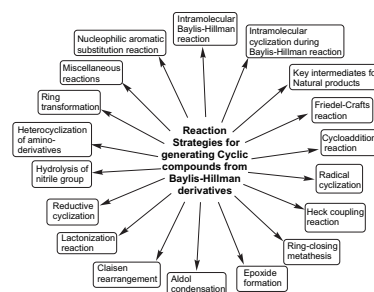 Intramolecular
Baylis-Hillman
reaction
Intramolecular
cyclization during
Baylis-Hillman reaction
Key intermediates fo
Natural products
Friedel-Crafts
reaction
Cycloaddition
reaction
Radical
cyclization
Heck coupling
reaction
Ring-closing
metathesis
Epoxide
formation
Aldol
condensation
Claisen
rearrangement
Lactonization
reaction
Reductive
cyclization
Hydrolysis of
nitrile group
Heterocyclization
of amino-
derivatives
Ring
transformation
Miscellaneous
reactions
Nucleophilic aromatic
substitution reaction
Reaction
Strategies for
generating Cyclic
compounds from
Baylis-Hillman
derivatives